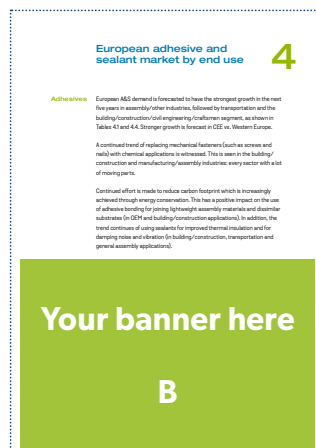 European adhesive and
sealant market by end use
4
Adhesives
European A&S demand is forecasted to have the strongest growth in the next
five years in assembly/other industries, followed by transportation and the
building/construction/civil engineering/craftsmen segment, as shown in
Tables 4.1 and 4.4. Stronger growth is forecast in CEE vs. Western Europe.
A continued trend of replacing mechanical fasteners (such as screws and
nails) with chemical applications is witnessed. This is seen in the building/
construction and manufacturing/assembly industries: every sector with a lot
of moving parts.
Continued effort is made to reduce carbon footprint which is increasingly
achieved through energy conservation. This has a positive impact on the use
of adhesive bonding for joining lightweight assembly materials and dissimilar
substrates (in OEM and building/construction applications). In addition, the
trend continues of using sealants for improved thermal insulation and for
damping noise and vibration (in building/construction, transportation and
general assembly applications).
Your banner here
B